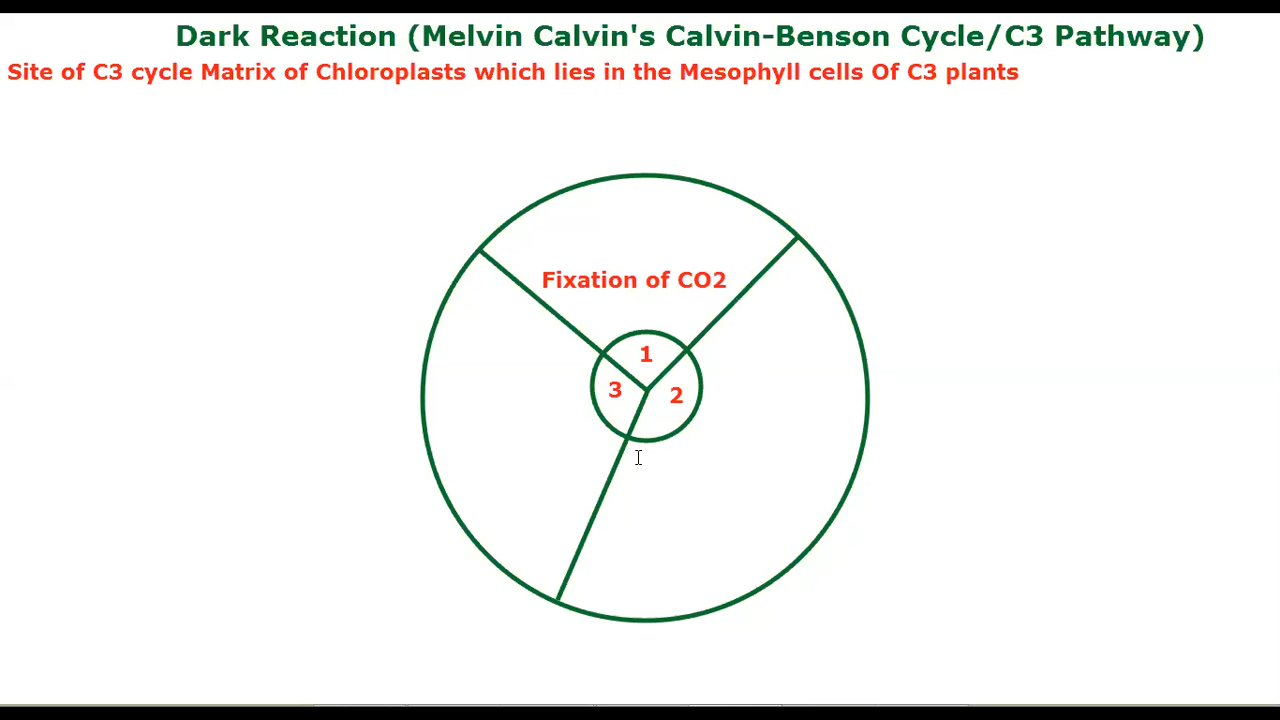 Dark Reaction (Melvin Calvin's Calvin-Benson Cycle/C3 Pathway)
Site of C3 cycle Matrix of Chloroplasts which lies in the Mesophyll cells Of C3 plants
Fixation of CO2
1
3
2